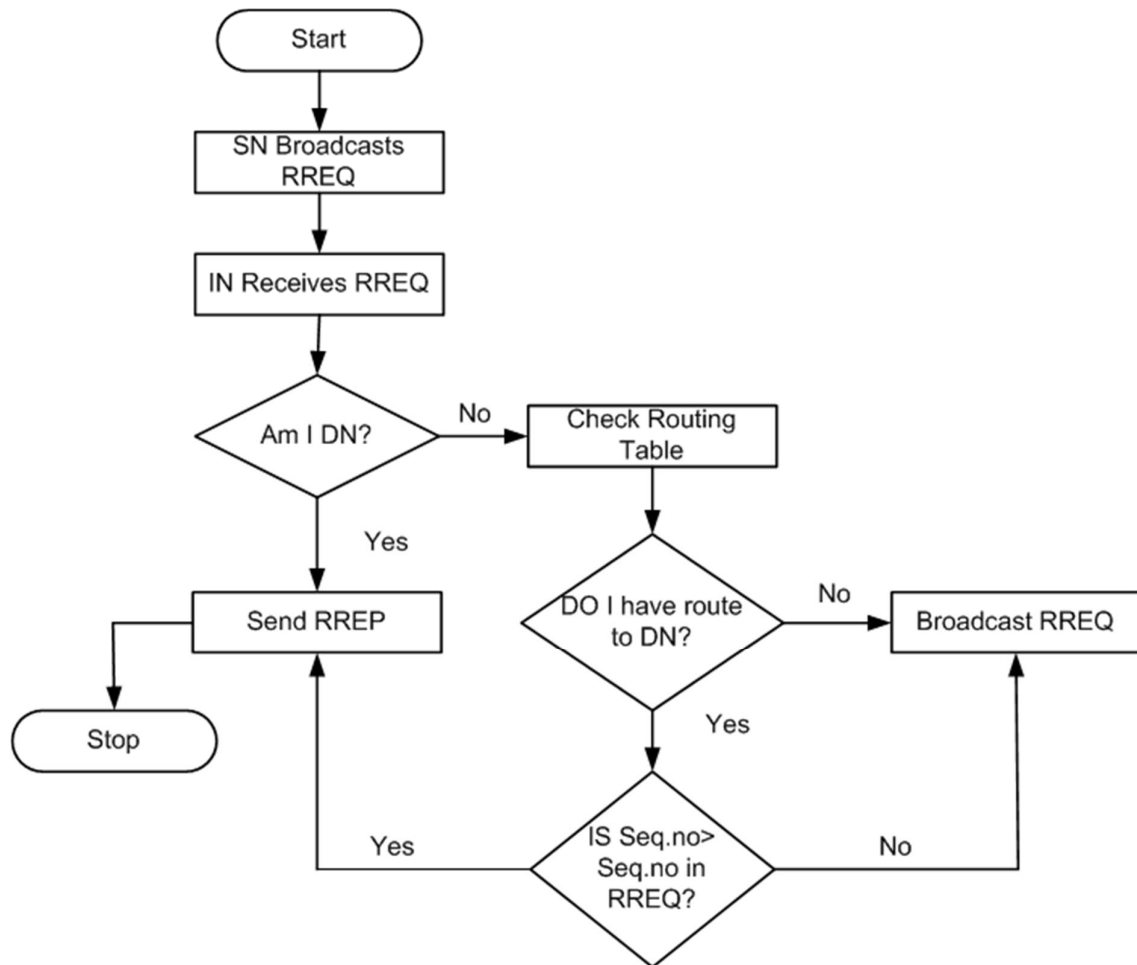 Start
SN Broadcasts
RREQ
IN Receives RREQ
Am I DN?
No
Check Routing
Table
Yes
Send RREP
DO I have route
to DN?
No
Broadcast RREQ
Stop
Yes
Yes
IS Seq.no>
Seq.no in
RREQ?
No